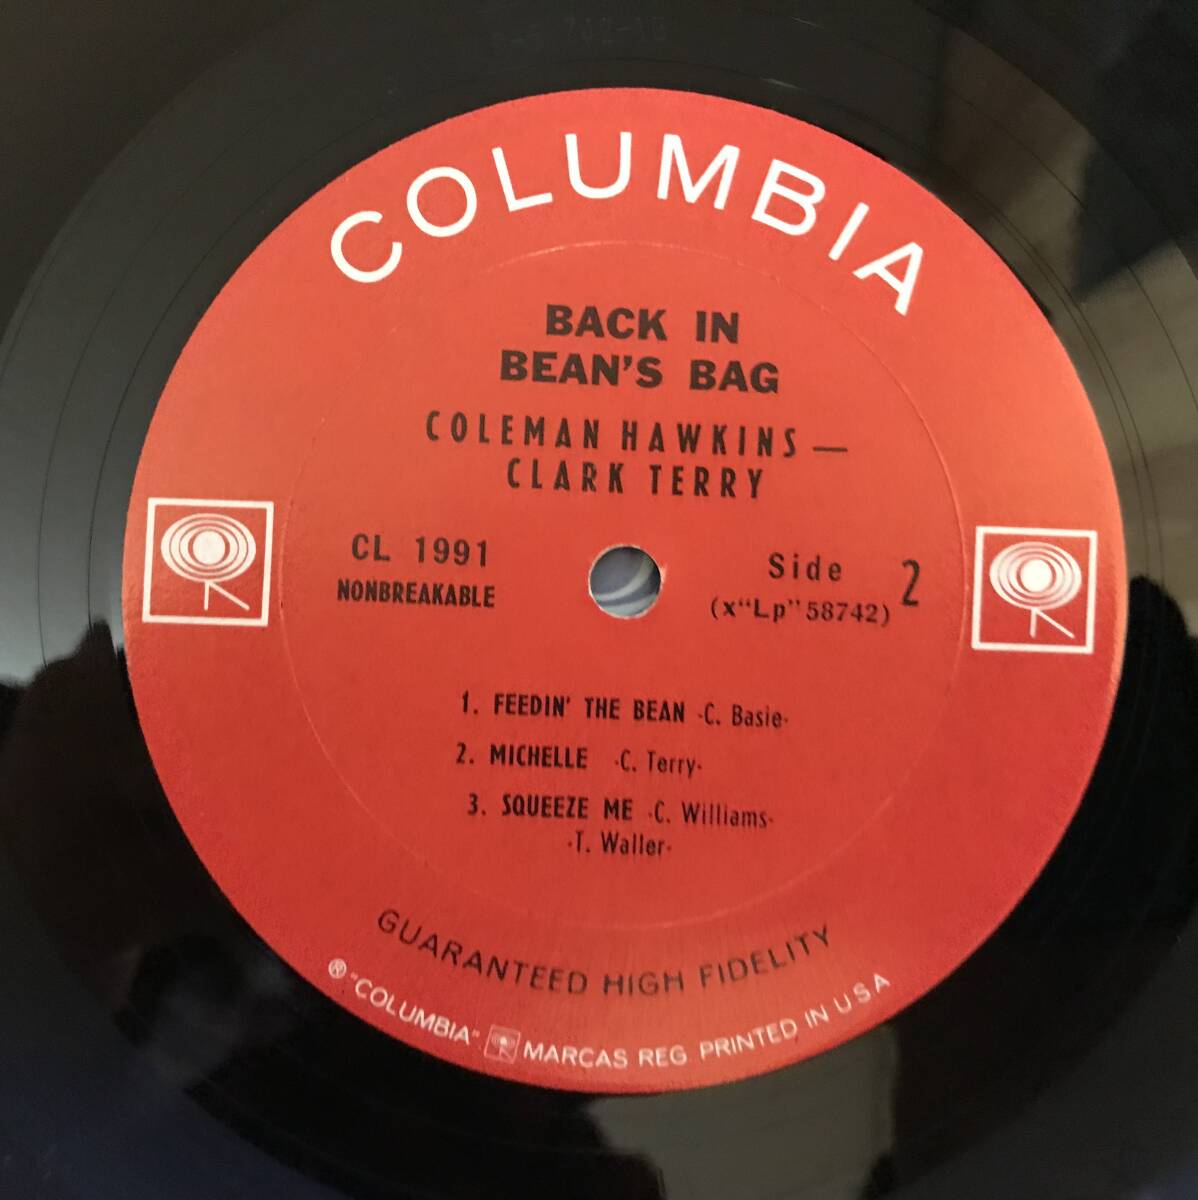 COLUMBIA
BACK IN
BEAN'S BAG
COLEMAN HAWKINS —
CLARK TERRY
CL 1991
NONBREAKABLE
Side 2
(x"Lp" 58742)
1. FEEDIN' THE BEAN -C. Basie-
2. MICHELLE -C. Terry-
3. SQUEEZE ME -C. Williams-
-T. Waller-
GUARANTEED HIGH FIDELITY
® "COLUMBIA" MARCAS REG. PRINTED IN U.S.A